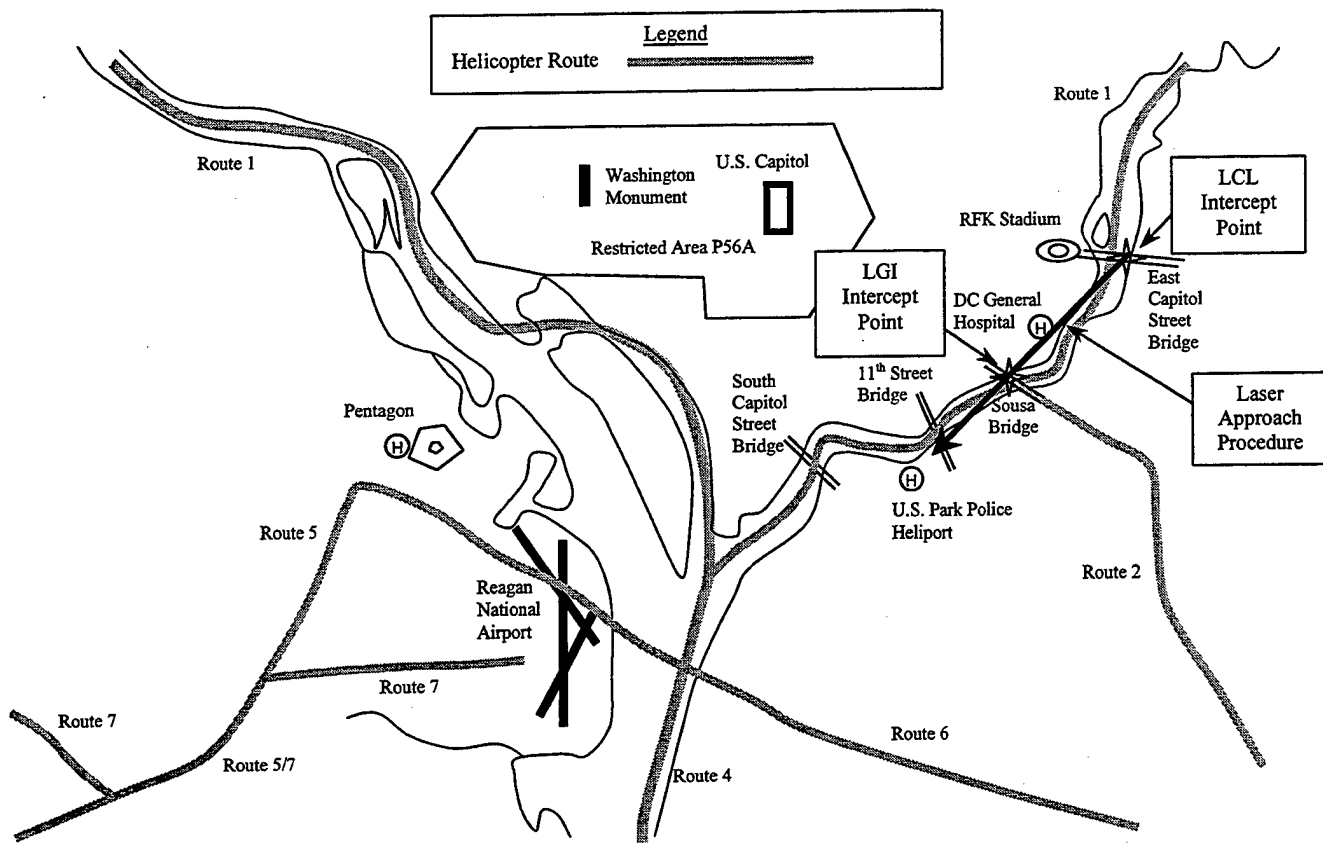 Legend
Helicopter Route
Route 1
Route 1
Washington
Monument
U.S. Capitol
Restricted Area P56A
RFK Stadium
LCL
Intercept
Point
LGI
Intercept
Point
DC General
Hospital
H
East
Capitol
Street
Bridge
11th Street
Bridge
South
Capitol
Street
Bridge
Sousa
Bridge
Laser
Approach
Procedure
Pentagon
H
H
U.S. Park Police
Heliport
Route 5
Route 2
Reagan
National
Airport
Route 7
Route 7
Route 5/7
Route 4
Route 6